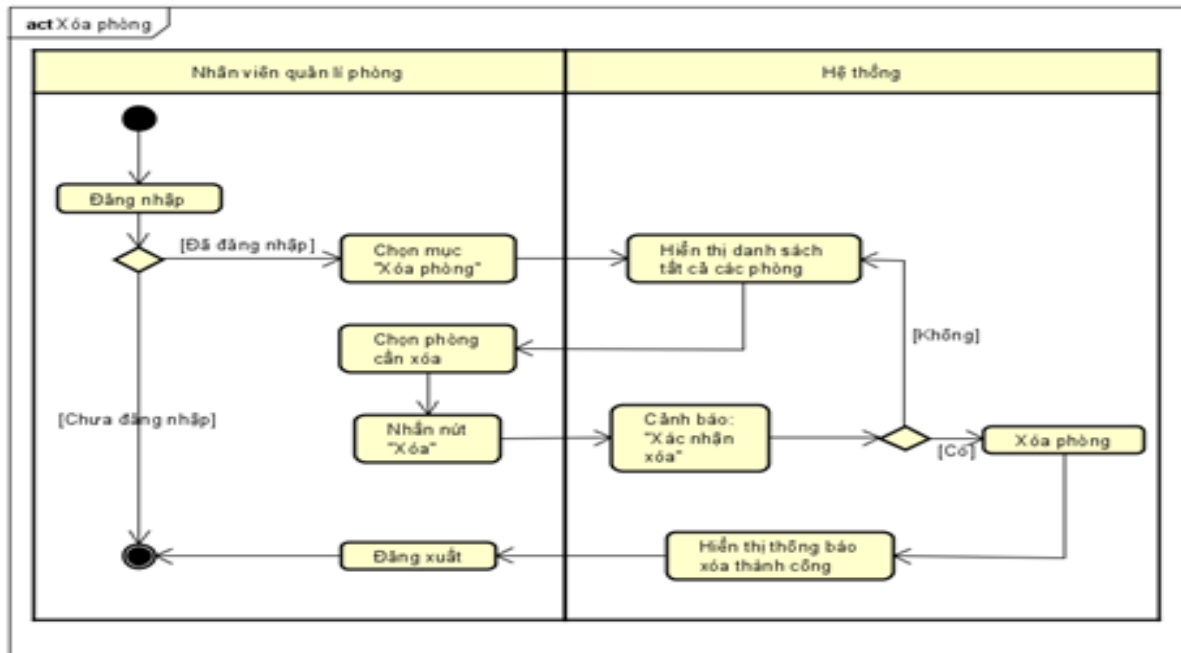 act Xóa phòng
Nhân viên quản lí phòng
Hệ thống
Đăng nhập
[Đã đăng nhập]
Chọn mục
"Xóa phòng"
Hiển thị danh sách
tất cả các phòng
Chọn phòng
cần xóa
[Không]
[Chưa đăng nhập]
Nhấn nút
"Xóa"
Cảnh báo:
"Xác nhận
xóa"
[Có]
Xóa phòng
Đăng xuất
Hiển thị thông báo
xóa thành công